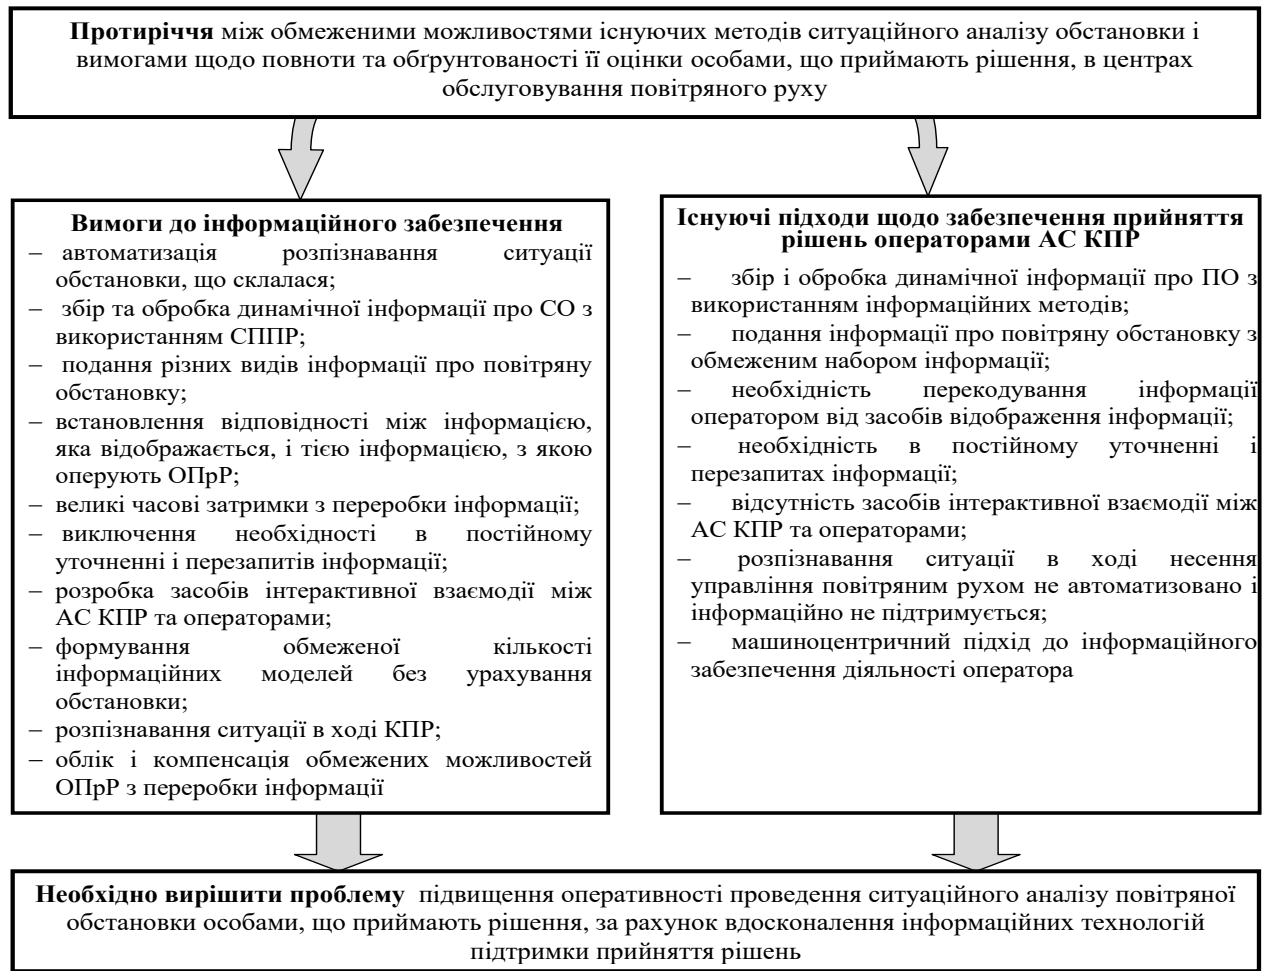 Протиріччя між обмеженими можливостями існуючих методів ситуаційного аналізу обстановки і
вимогами щодо повноти та обґрунтованості її оцінки особами, що приймають рішення, в центрах
обслуговування повітряного руху
Вимоги до інформаційного забезпечення
– автоматизація розпізнавання ситуації
обстановки, що склалася;
– збір та обробка динамічної інформації про СО з
використанням СППР;
– подання різних видів інформації про повітряну
обстановку;
– встановлення відповідності між інформацією,
яка відображається, і тією інформацією, з якою
оперують ОПрР;
– великі часові затримки з переробки інформації;
– виключення необхідності в постійному
уточненні і перезапитів інформації;
– розробка засобів інтерактивної взаємодії між
АС КПР та операторами;
– формування обмеженої кількості
інформаційних моделей без урахування
обстановки;
– розпізнавання ситуації в ході КПР;
– облік і компенсація обмежених можливостей
ОПрР з переробки інформації
Існуючі підходи щодо забезпечення прийняття
рішень операторами АС КПР
– збір і обробка динамічної інформації про ПО з
використанням інформаційних методів;
– подання інформації про повітряну обстановку з
обмеженим набором інформації;
– необхідність перекодування інформації
оператором від засобів відображення інформації;
– необхідність в постійному уточненні і
перезапитах інформації;
– відсутність засобів інтерактивної взаємодії між
АС КПР та операторами;
– розпізнавання ситуації в ході несення
управління повітряним рухом не автоматизовано і
інформаційно не підтримується;
– машиноцентричний підхід до інформаційного
забезпечення діяльності оператора
Необхідно вирішити проблему підвищення оперативності проведення ситуаційного аналізу повітряної
обстановки особами, що приймають рішення, за рахунок вдосконалення інформаційних технологій
підтримки прийняття рішень